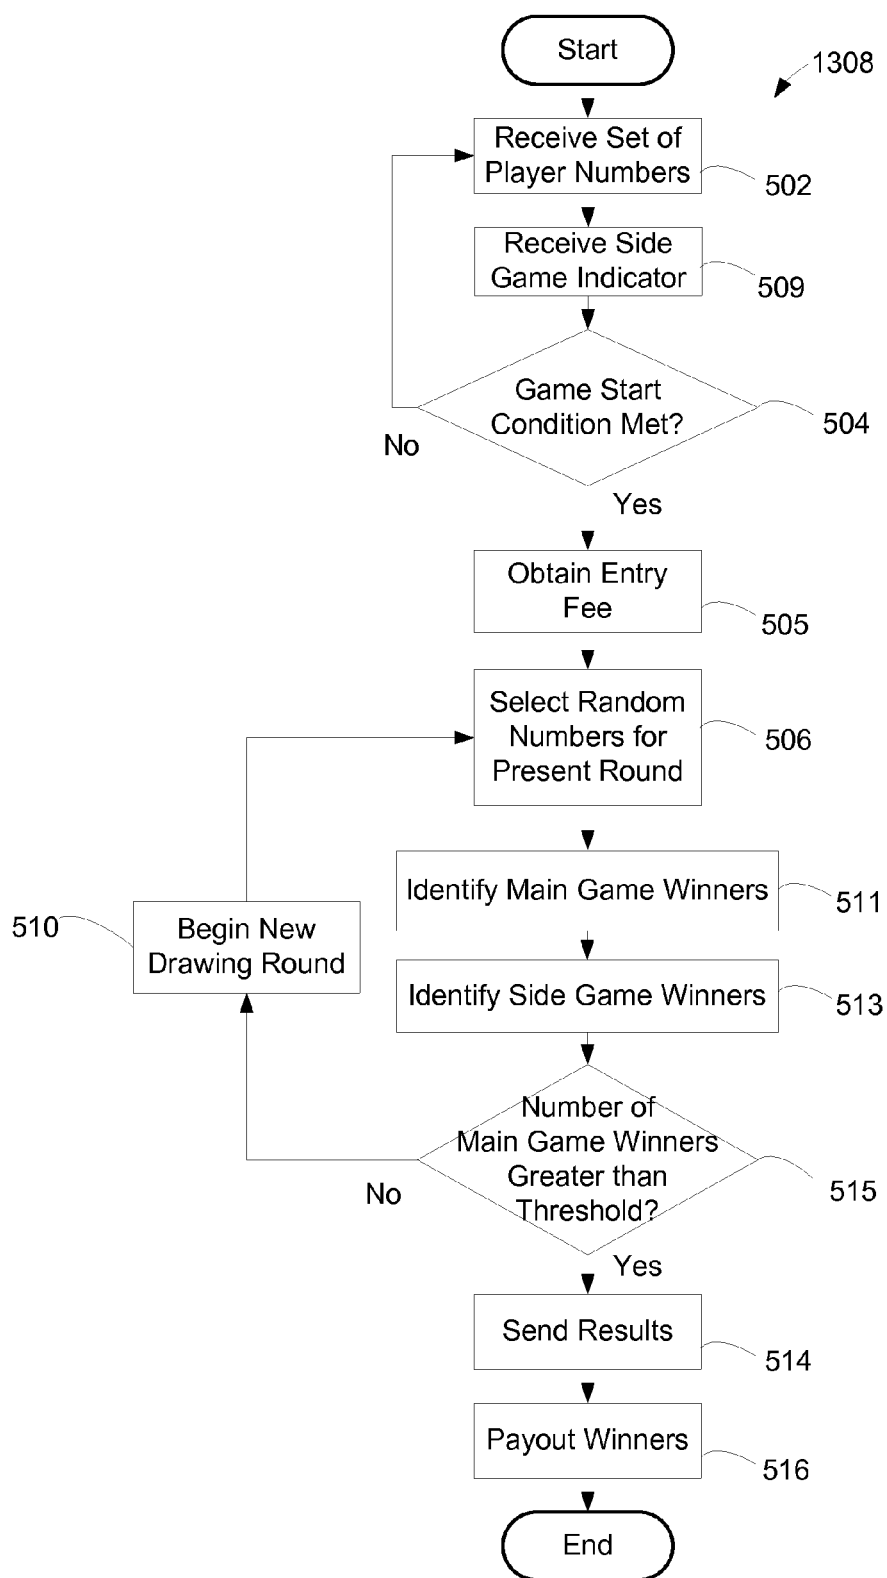 Start
1308
Receive Set of
Player Numbers
502
Receive Side
Game Indicator
509
Game Start
Condition Met?
504
No
Yes
Obtain Entry
Fee
505
Select Random
Numbers for
Present Round
506
Identify Main Game Winners
511
510
Begin New
Drawing Round
Identify Side Game Winners
513
Number of
Main Game Winners
Greater than
Threshold?
515
No
Yes
Send Results
514
Payout Winners
516
End